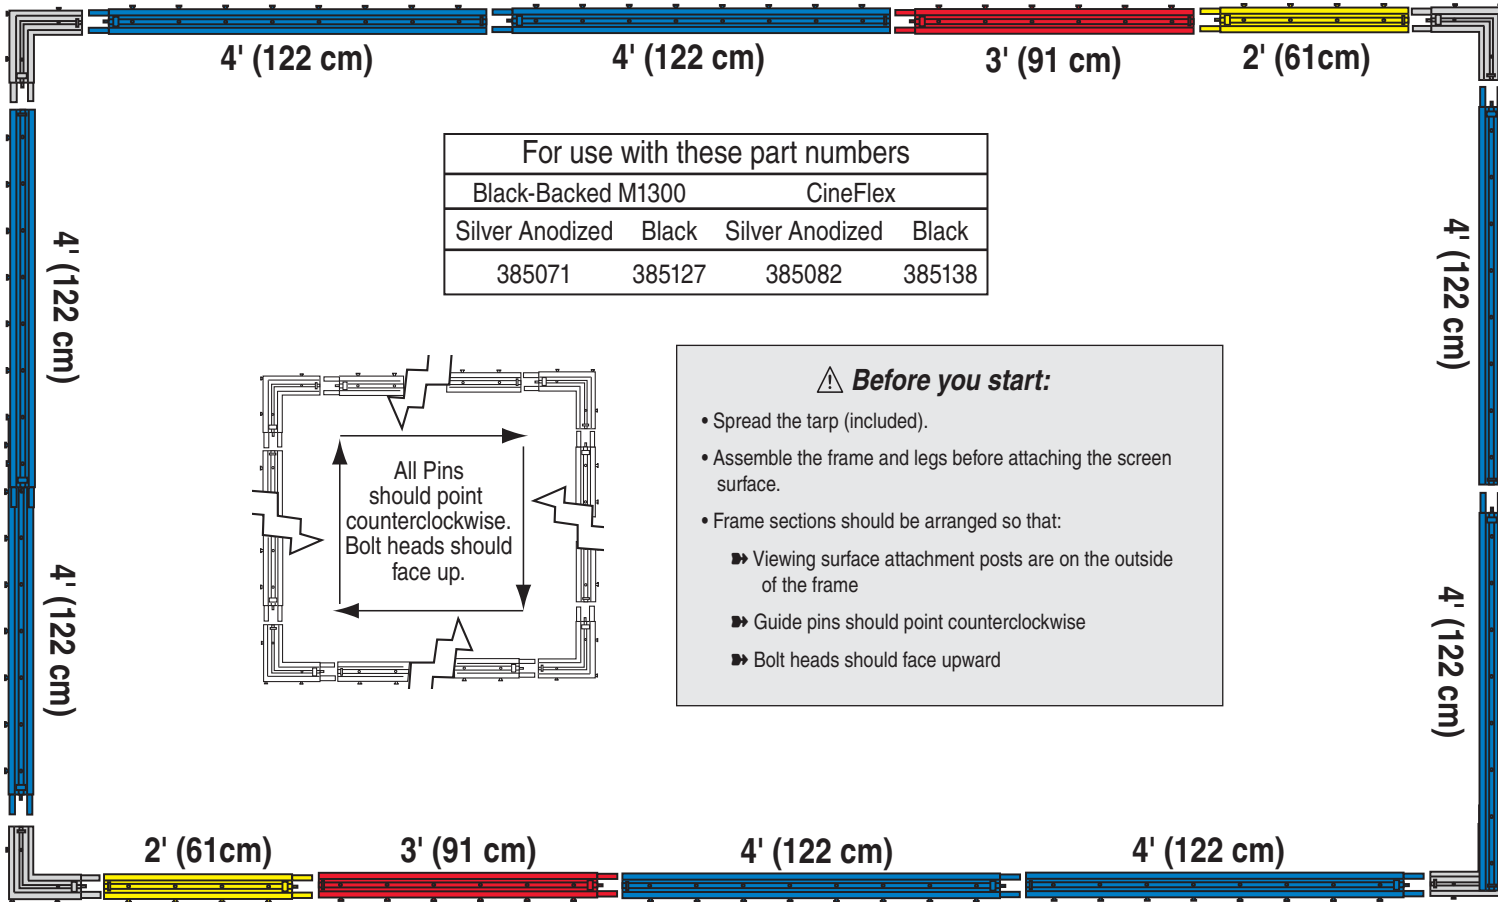 4' (122 cm) 4' (122 cm) 3' (91 cm) 2' (61cm)
For use with these part numbers
Black-Backed M1300 CineFlex
Silver Anodized Black Silver Anodized Black
385071 385127 385082 385138
4' (122 cm)
4' (122 cm)
All Pins
should point
counterclockwise.
Bolt heads should
face up.
Before you start:
• Spread the tarp (included).
• Assemble the frame and legs before attaching the screen
surface.
• Frame sections should be arranged so that:
➽ Viewing surface attachment posts are on the outside
of the frame
➽ Guide pins should point counterclockwise
➽ Bolt heads should face upward
4' (122 cm)
4' (122 cm)
2' (61cm) 3' (91 cm) 4' (122 cm) 4' (122 cm)